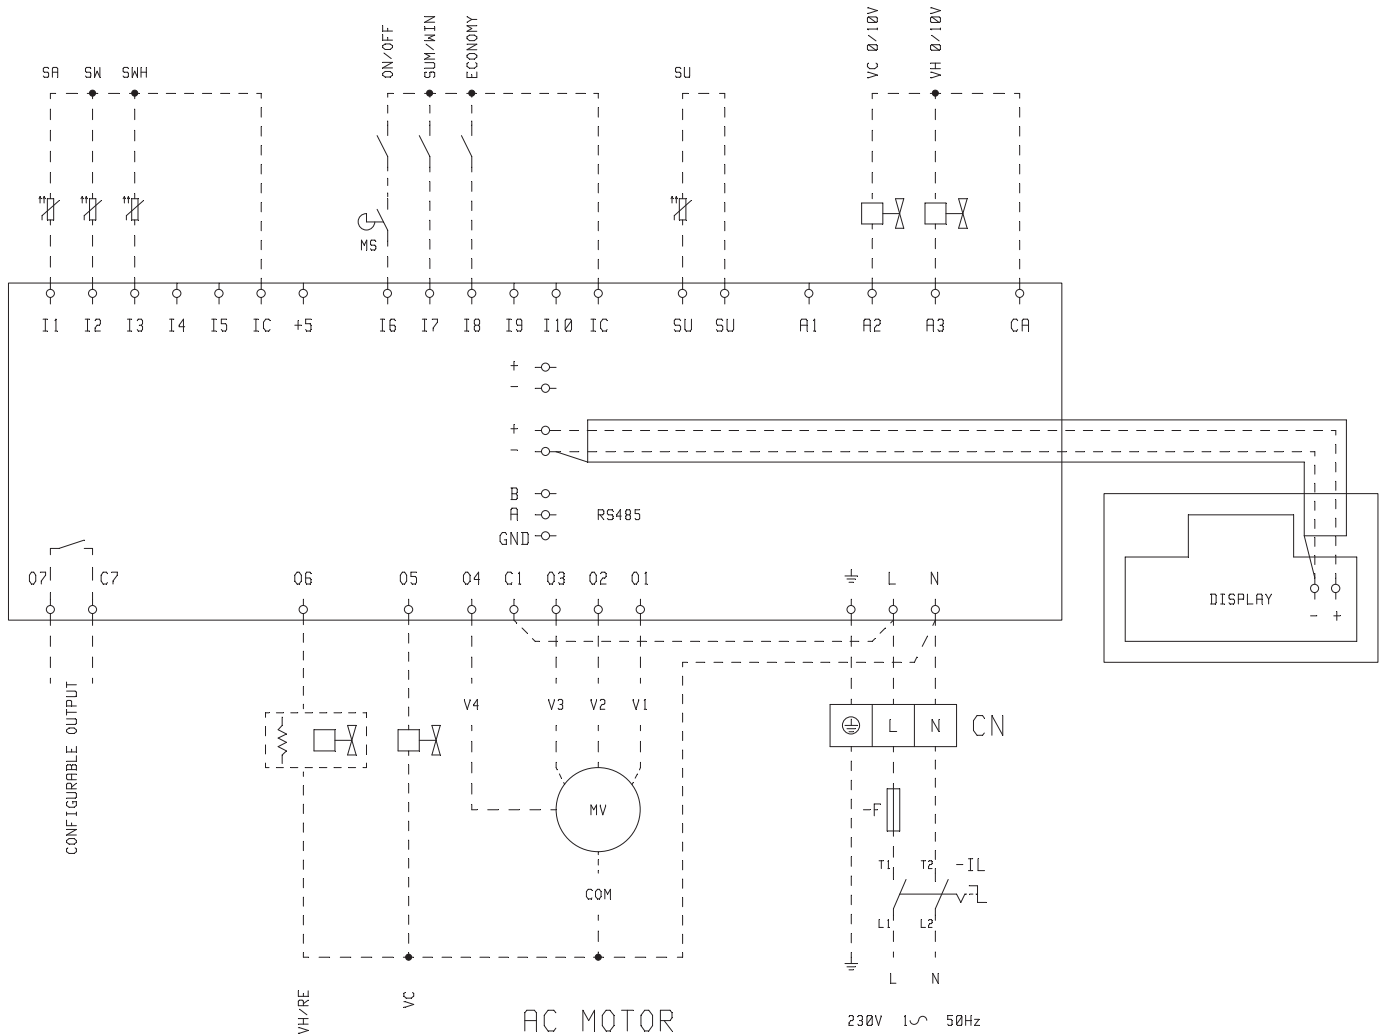 ON/OFF
SUM/WIN
ECONOMY
VC 0/10V
VH 0/10V
SA SW SWH
SU
MS
I1 I2 I3 I4 I5 IC +5 I6 I7 I8 I9 I10 IC SU SU A1 A2 A3 CA
+
-
+
-
B
A RS485
GND
O7 C7 O6 O5 O4 C1 O3 O2 O1 L N
DISPLAY
- +
V4 V3 V2 V1
L N CN
CONFIGURABLE OUTPUT
MV
-F
T1 T2 -IL
COM
L1 L2
L N
VH/RE
VC
AC MOTOR
230V 1 50Hz